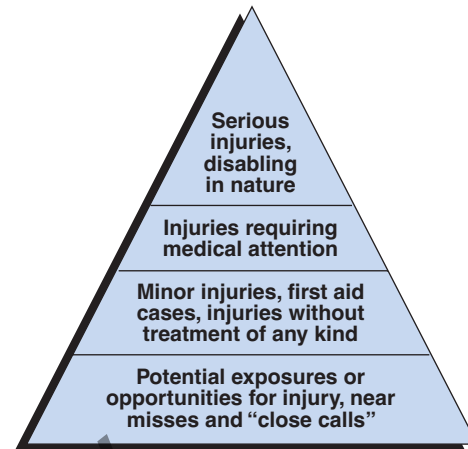 Serious
injuries,
disabling
in nature
Injuries requiring
medical attention
Minor injuries, first aid
cases, injuries without
treatment of any kind
Potential exposures or
opportunities for injury, near
misses and “close calls”